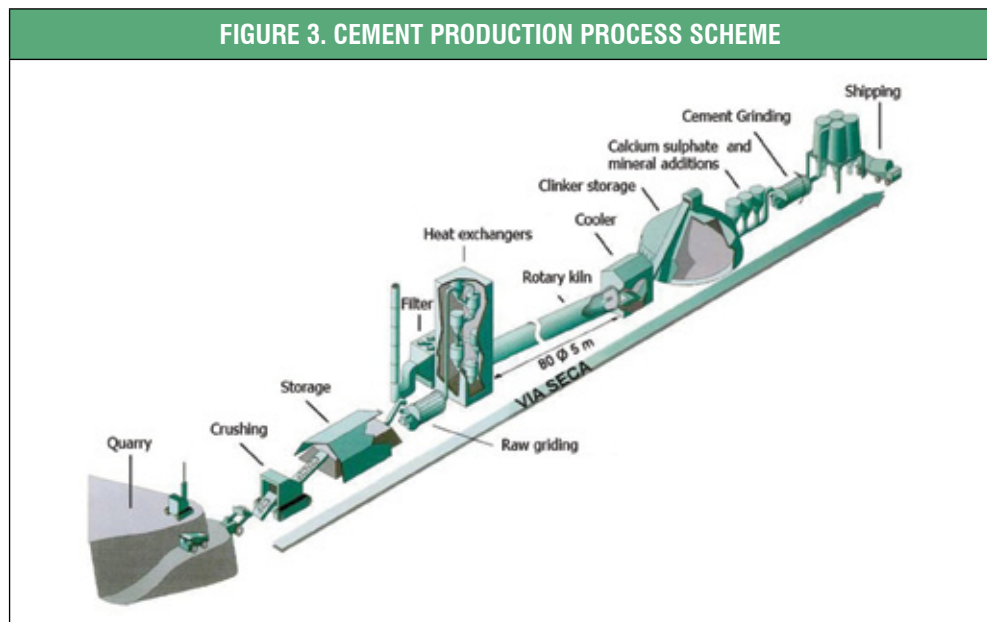 FIGURE 3. CEMENT PRODUCTION PROCESS SCHEME
Shipping
Cement Grinding
Calcium sulphate and
mineral additions
Clinker storage
Cooler
Heat exchangers
Rotary kiln
Filter
80 Ø 5 m
VIA SECA
Storage
Crushing
Raw griding
Quarry